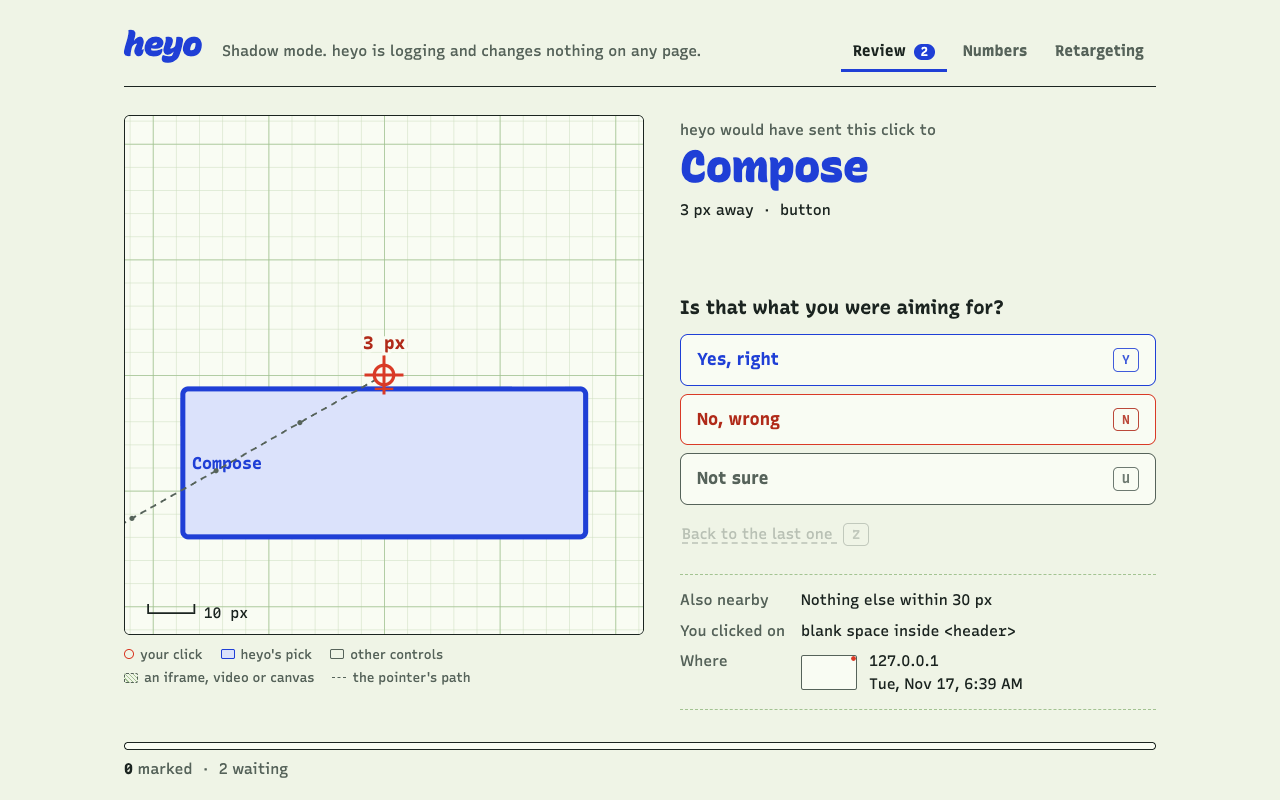 heyo
Shadow mode. heyo is logging and changes nothing on any page.
Review 2
Numbers
Retargeting
3 px
Compose
10 px
your click
heyo's pick
other controls
an iframe, video or canvas
the pointer's path
heyo would have sent this click to
Compose
3 px away · button
Is that what you were aiming for?
Yes, right Y
No, wrong N
Not sure U
Back to the last one Z
Also nearby Nothing else within 30 px
You clicked on blank space inside <header>
Where 127.0.0.1
Tue, Nov 17, 6:39 AM
0 marked · 2 waiting